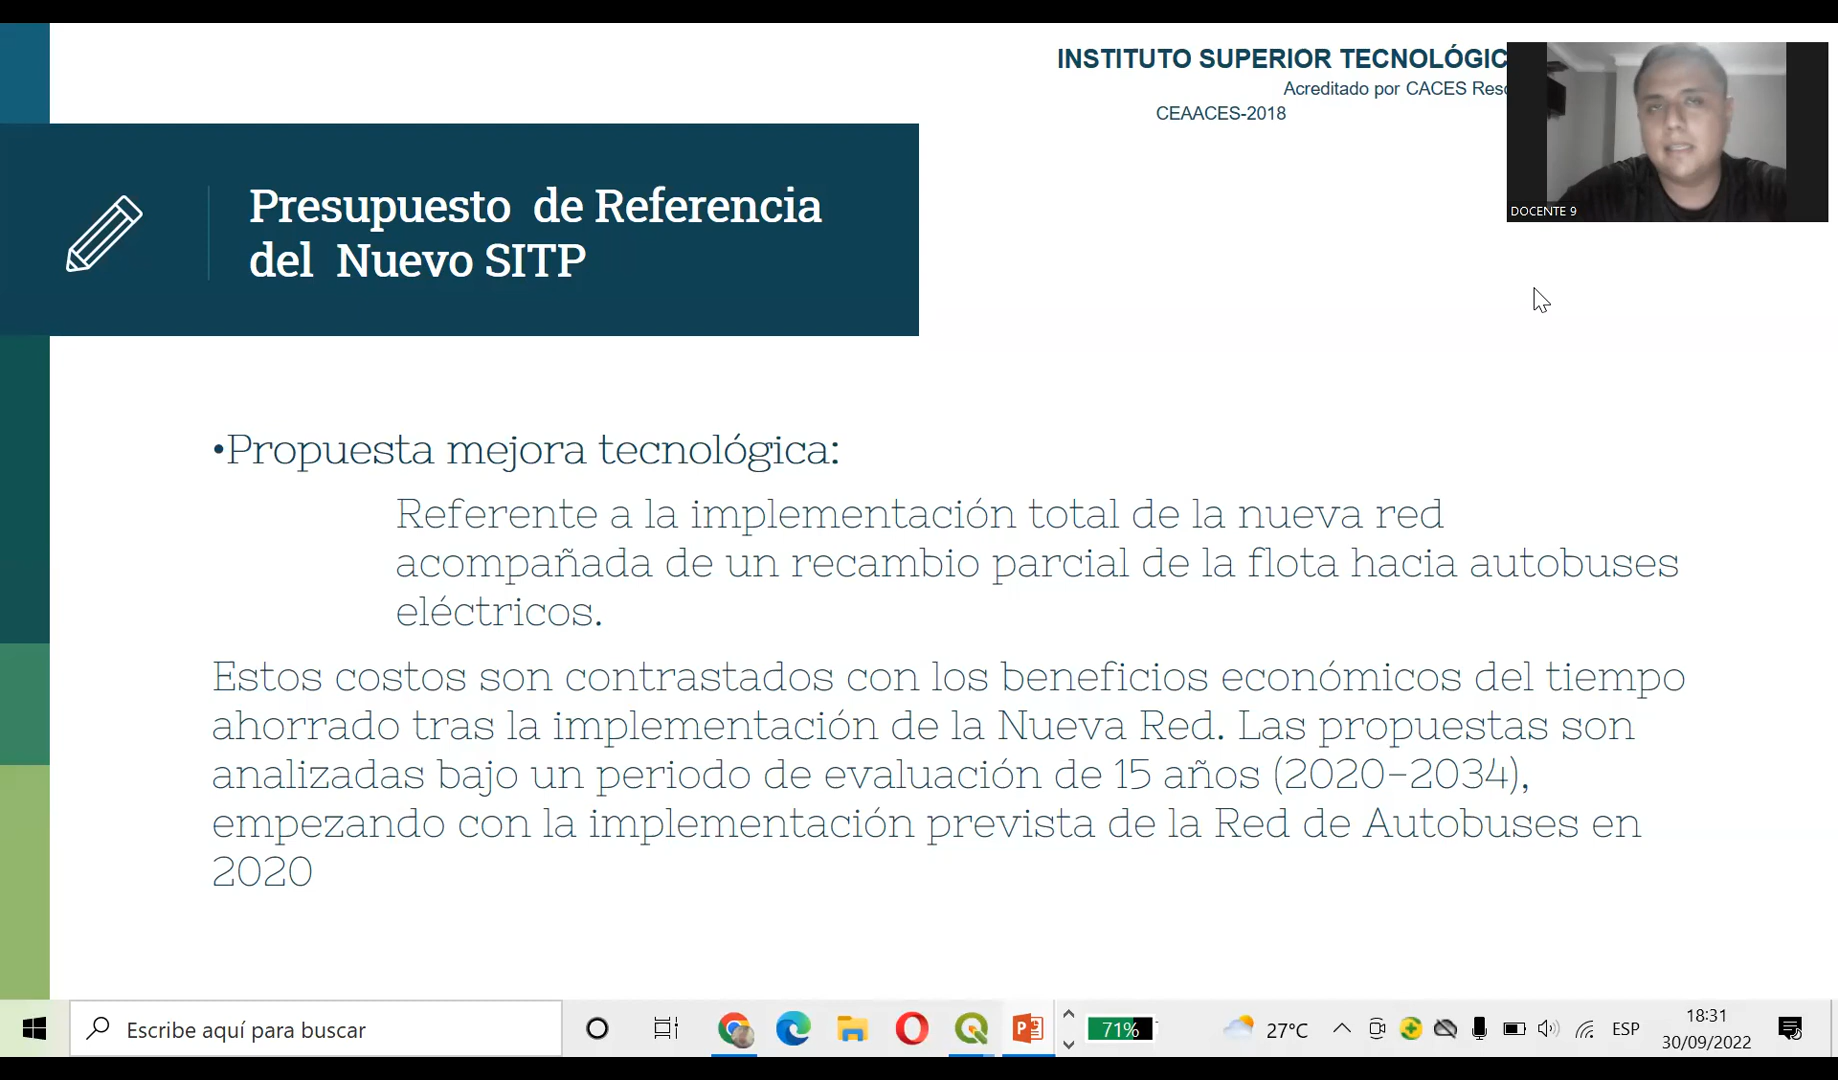 INSTITUTO SUPERIOR TECNOLÓGIC
Acreditado por CACES Reso
CEAACES-2018
DOCENTE 9
Presupuesto de Referencia
del Nuevo SITP
•Propuesta mejora tecnológica:
Referente a la implementación total de la nueva red
acompañada de un recambio parcial de la flota hacia autobuses
eléctricos.
Estos costos son contrastados con los beneficios económicos del tiempo
ahorrado tras la implementación de la Nueva Red. Las propuestas son
analizadas bajo un periodo de evaluación de 15 años (2020-2034),
empezando con la implementación prevista de la Red de Autobuses en
2020
Escribe aquí para buscar
71%
27°C
ESP
18:31
30/09/2022